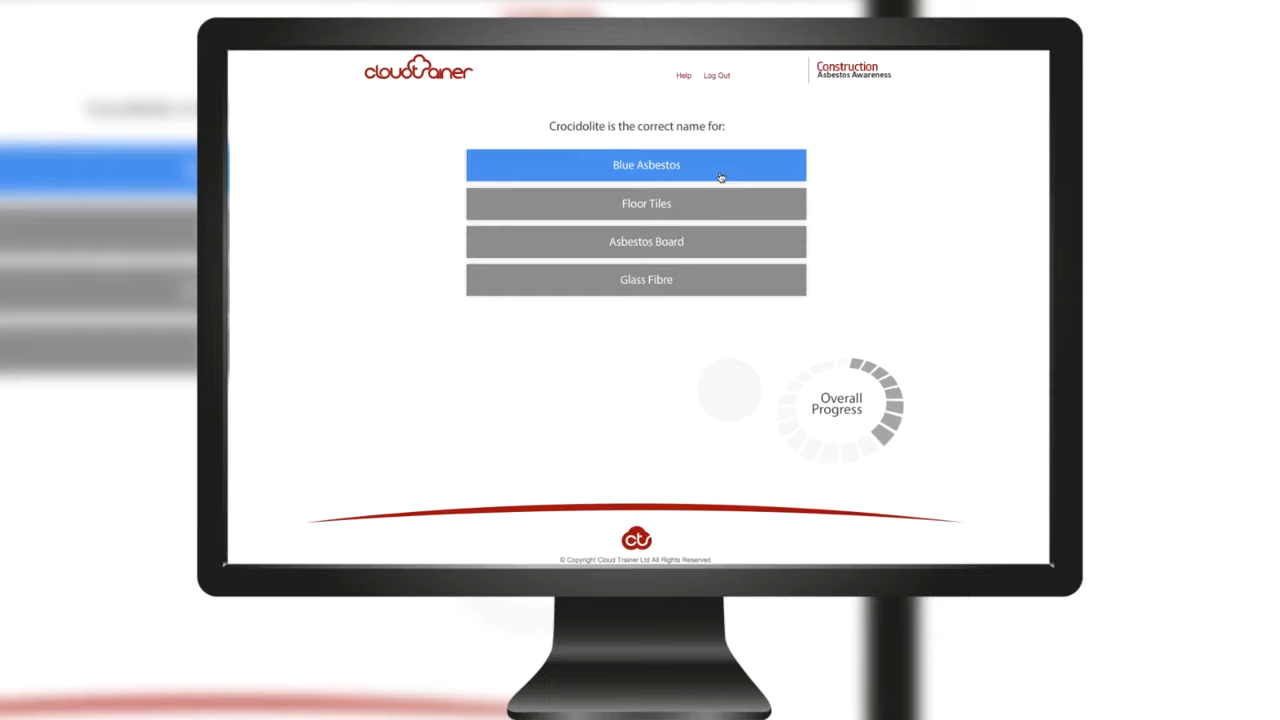 cloudtrainer
Help Log Out
Construction
Asbestos Awareness
Crocidolite is the correct name for:
Blue Asbestos
Floor Tiles
Asbestos Board
Glass Fibre
Overall
Progress
cts
© Copyright Cloud Trainer Ltd All Rights Reserved.